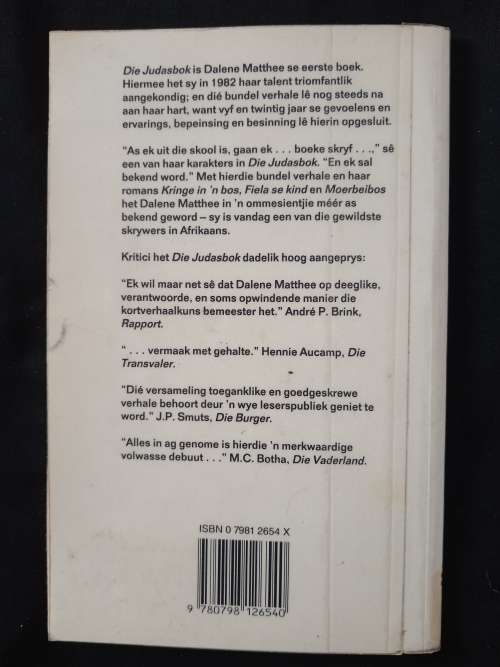 Die Judasbok is Dalene Matthee se eerste boek.
Hiermee het sy in 1982 haar talent triomfantlik
aangekondig; en dié bundel verhale lê nog steeds na
aan haar hart, want vyf en twintig jaar se gevoelens en
ervarings, bepeinsing en besinning lê hierin opgesluit.
"As ek uit die skool is, gaan ek . . . boeke skryf . . .," sê
een van haar karakters in Die Judasbok. "En ek sal
bekend word." Met hierdie bundel verhale en haar
romans Kringe in 'n bos, Fiela se kind en Moerbeibos
het Dalene Matthee in 'n ommesientjie méér as
bekend geword – sy is vandag een van die gewildste
skrywers in Afrikaans.
Kritici het Die Judasbok dadelik hoog aangeprys:
"Ek wil maar net sê dat Dalene Matthee op deeglike,
verantwoorde, en soms opwindende manier die
kortverhaalkuns bemeester het." André P. Brink,
Rapport.
" . . . vermaak met gehalte." Hennie Aucamp, Die
Transvaler.
"Dié versameling toeganklike en goedgeskrewe
verhale behoort deur 'n wye leserspubliek geniet te
word." J.P. Smuts, Die Burger.
"Alles in ag genome is hierdie 'n merkwaardige
volwasse debuut . . ." M.C. Botha, Die Vaderland.
ISBN 0 7981 2654 X
9 780798 126540